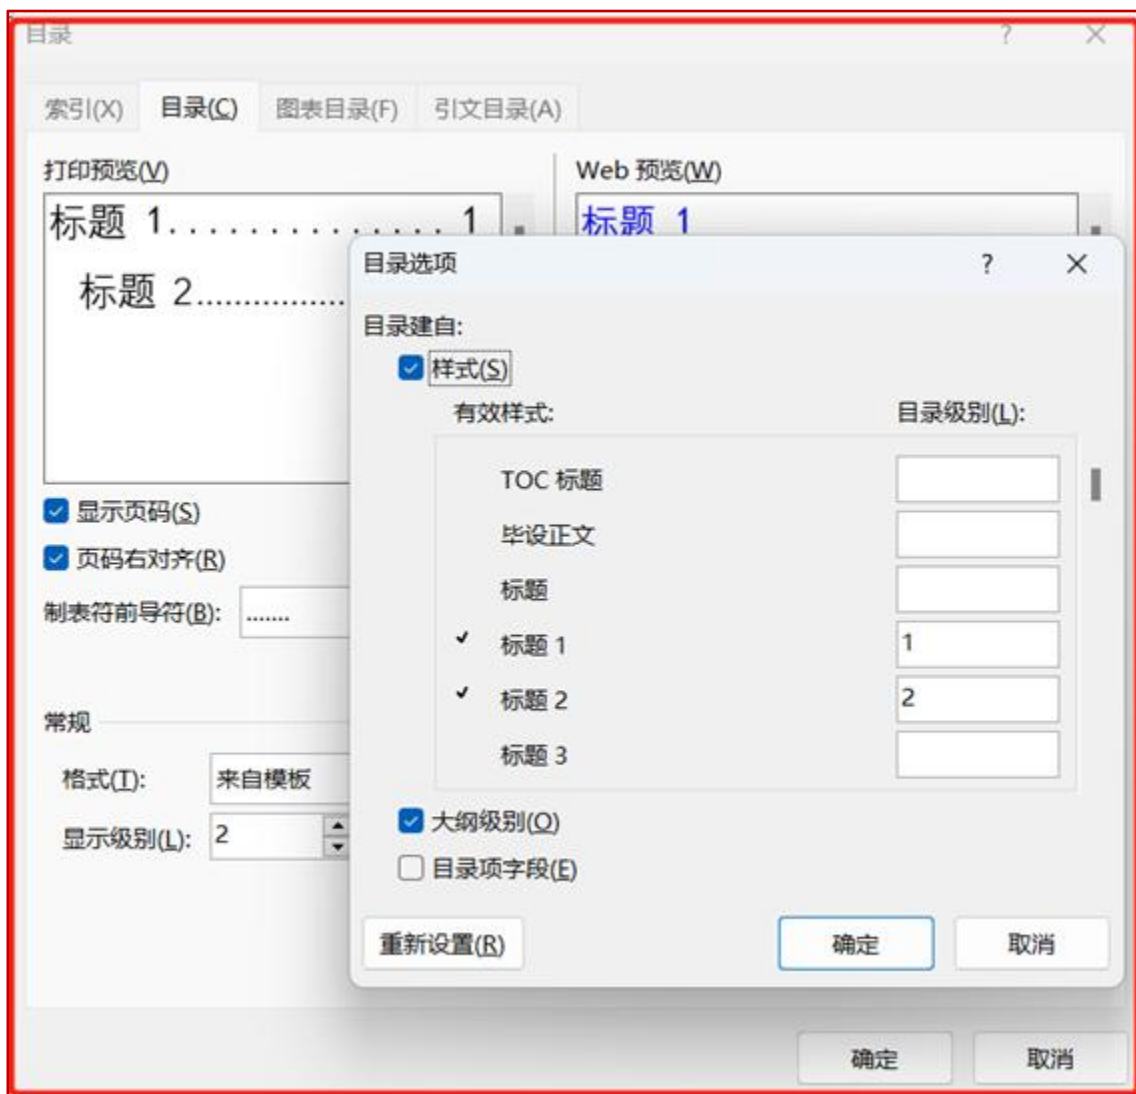 目录 ? ×
索引(X) 目录(C) 图表目录(F) 引文目录(A)
打印预览(V)
标题 1...............1
标题 2................
Web 预览(W)
标题 1
显示页码(S)
页码右对齐(R)
制表符前导符(B): .......
常规
格式(T): 来自模板
显示级别(L): 2
目录选项 ? ×
目录建自:
样式(S)
有效样式: 目录级别(L):
TOC 标题
毕设正文
标题
✓ 标题 1 1
✓ 标题 2 2
标题 3
大纲级别(O)
目录项字段(E)
重新设置(R) 确定 取消
确定 取消